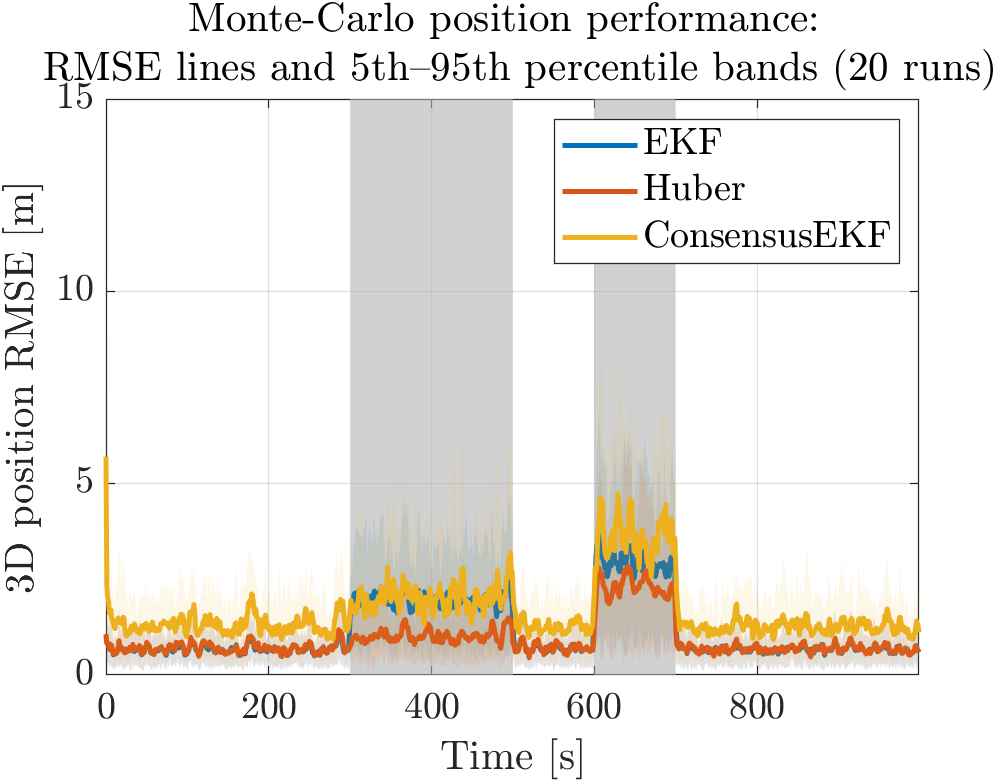 Monte-Carlo position performance:
RMSE lines and 5th–95th percentile bands (20 runs)
15
10
5
0
3D position RMSE [m]
EKF
Huber
ConsensusEKF
0 200 400 600 800
Time [s]